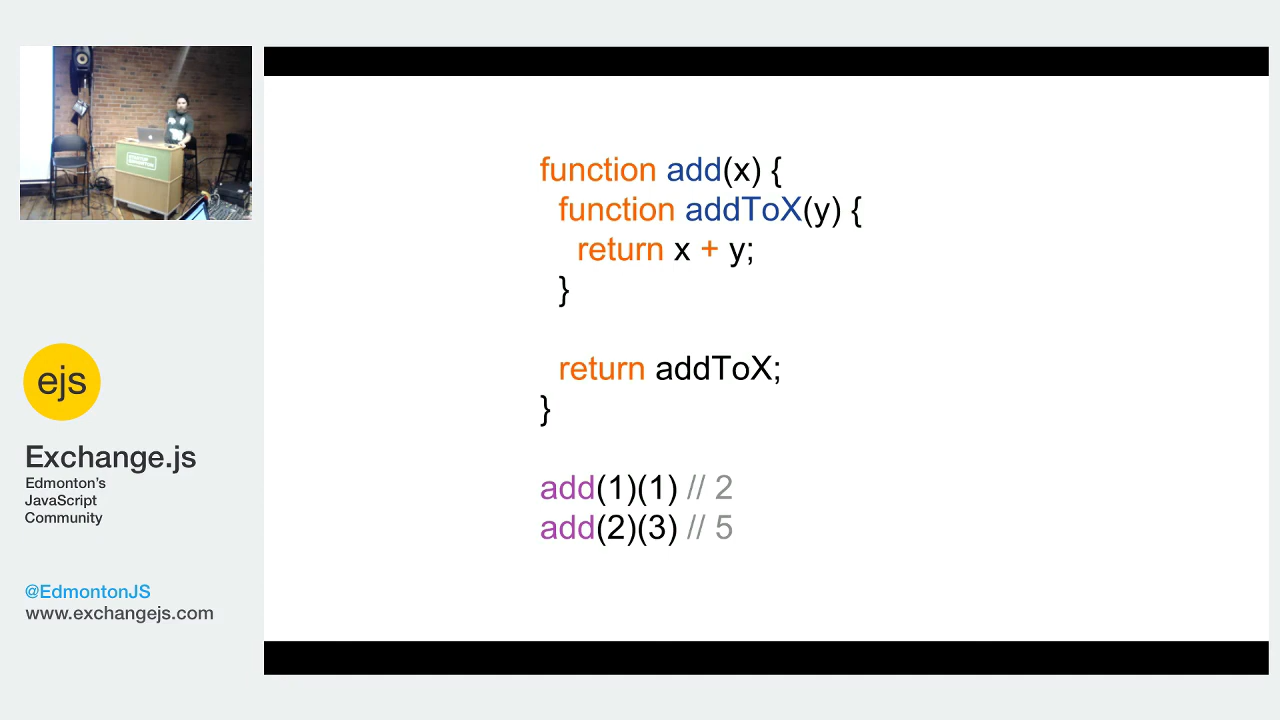 function add(x) {
function addToX(y) {
return x + y;
}
return addToX;
}
add(1)(1) // 2
add(2)(3) // 5
ejs
Exchange.js
Edmonton's
JavaScript
Community
@EdmontonJS
www.exchangejs.com